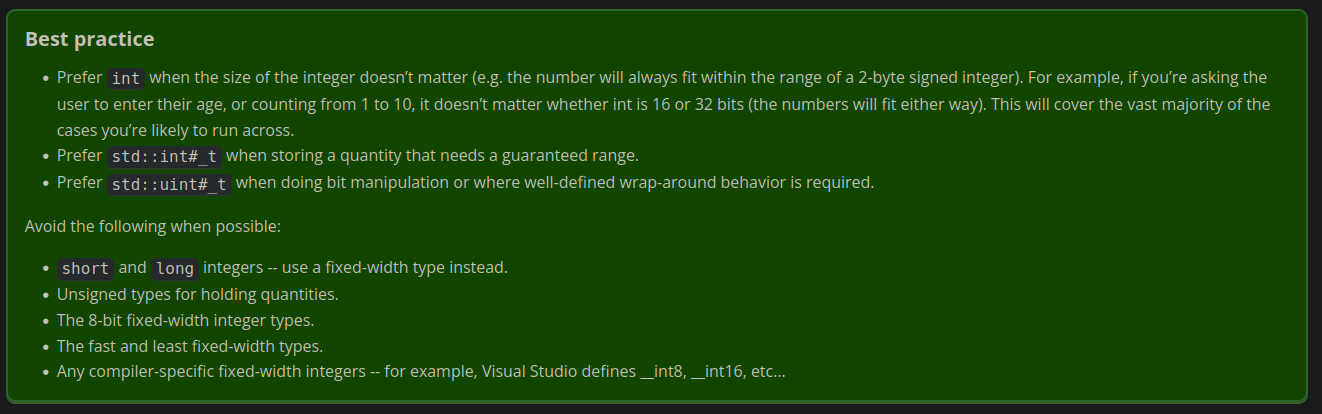 Best practice
• Prefer int when the size of the integer doesn’t matter (e.g. the number will always fit within the range of a 2-byte signed integer). For example, if you’re asking the
user to enter their age, or counting from 1 to 10, it doesn’t matter whether int is 16 or 32 bits (the numbers will fit either way). This will cover the vast majority of the
cases you’re likely to run across.
• Prefer std::int#_t when storing a quantity that needs a guaranteed range.
• Prefer std::uint#_t when doing bit manipulation or where well-defined wrap-around behavior is required.
Avoid the following when possible:
• short and long integers -- use a fixed-width type instead.
• Unsigned types for holding quantities.
• The 8-bit fixed-width integer types.
• The fast and least fixed-width types.
• Any compiler-specific fixed-width integers -- for example, Visual Studio defines __int8, __int16, etc…